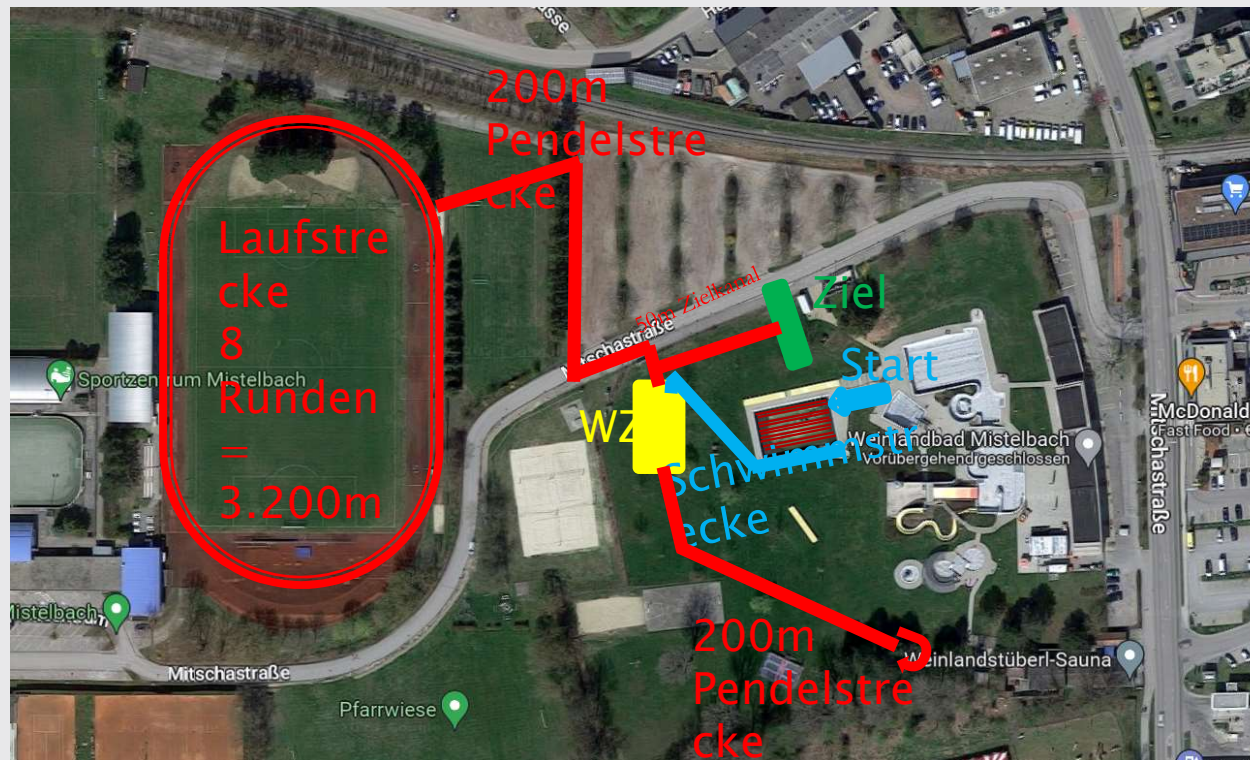 200m
Pendelstre
cke
Laufstre
cke
8
Runden
=
3.200m
50m Zielkanal
Mitschastraße
Ziel
Start
WZ
Schwimmstr
ecke
Weinlandbad Mistelbach
Vorübergehend geschlossen
McDonald
Fast Food •
Mitschastraße
Sportzentrum Mistelbach
Mistelbach
Mitschastraße
Pfarrwiese
200m
Pendelstre
cke
Weinlandstüberl-Sauna